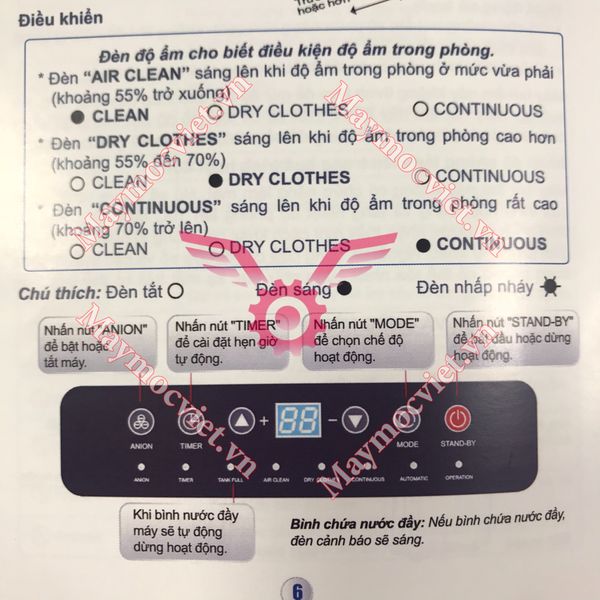 Trước
hoặc hơn
Điều khiển
Đèn độ ẩm cho biết điều kiện độ ẩm trong phòng.
* Đèn "AIR CLEAN" sáng lên khi độ ẩm trong phòng ở mức vừa phải
(khoảng 55% trở xuống)
● CLEAN ○ DRY CLOTHES ○ CONTINUOUS
* Đèn "DRY CLOTHES" sáng lên khi độ ẩm trong phòng cao hơn
(khoảng 55% đến 70%)
○ CLEAN ● DRY CLOTHES ○ CONTINUOUS
* Đèn "CONTINUOUS" sáng lên khi độ ẩm trong phòng rất cao
(khoảng 70% trở lên)
○ CLEAN ○ DRY CLOTHES ● CONTINUOUS
Chú thích: Đèn tắt ○ Đèn sáng ● Đèn nhấp nháy
Nhấn nút "ANION"
để bật hoặc
tắt máy.
Nhấn nút "TIMER"
để cài đặt hẹn giờ
tự động.
Nhấn nút "MODE"
để chọn chế độ
hoạt động.
Nhấn nút "STAND-BY"
để bắt đầu hoặc dừng
hoạt động.
+ 88 −
ANION TIMER MODE STAND-BY
ANION TIMER TANK FULL AIR CLEAN DRY CLOTHES CONTINUOUS AUTOMATIC OPERATION
Khi bình nước đầy
máy sẽ tự động
dừng hoạt động.
Bình chứa nước đầy: Nếu bình chứa nước đầy,
đèn cảnh báo sẽ sáng.
6
Maymocviet.vn
Maymocviet.vn
Maymocviet.vn
Maymocviet.vn
Maymocviet.vn